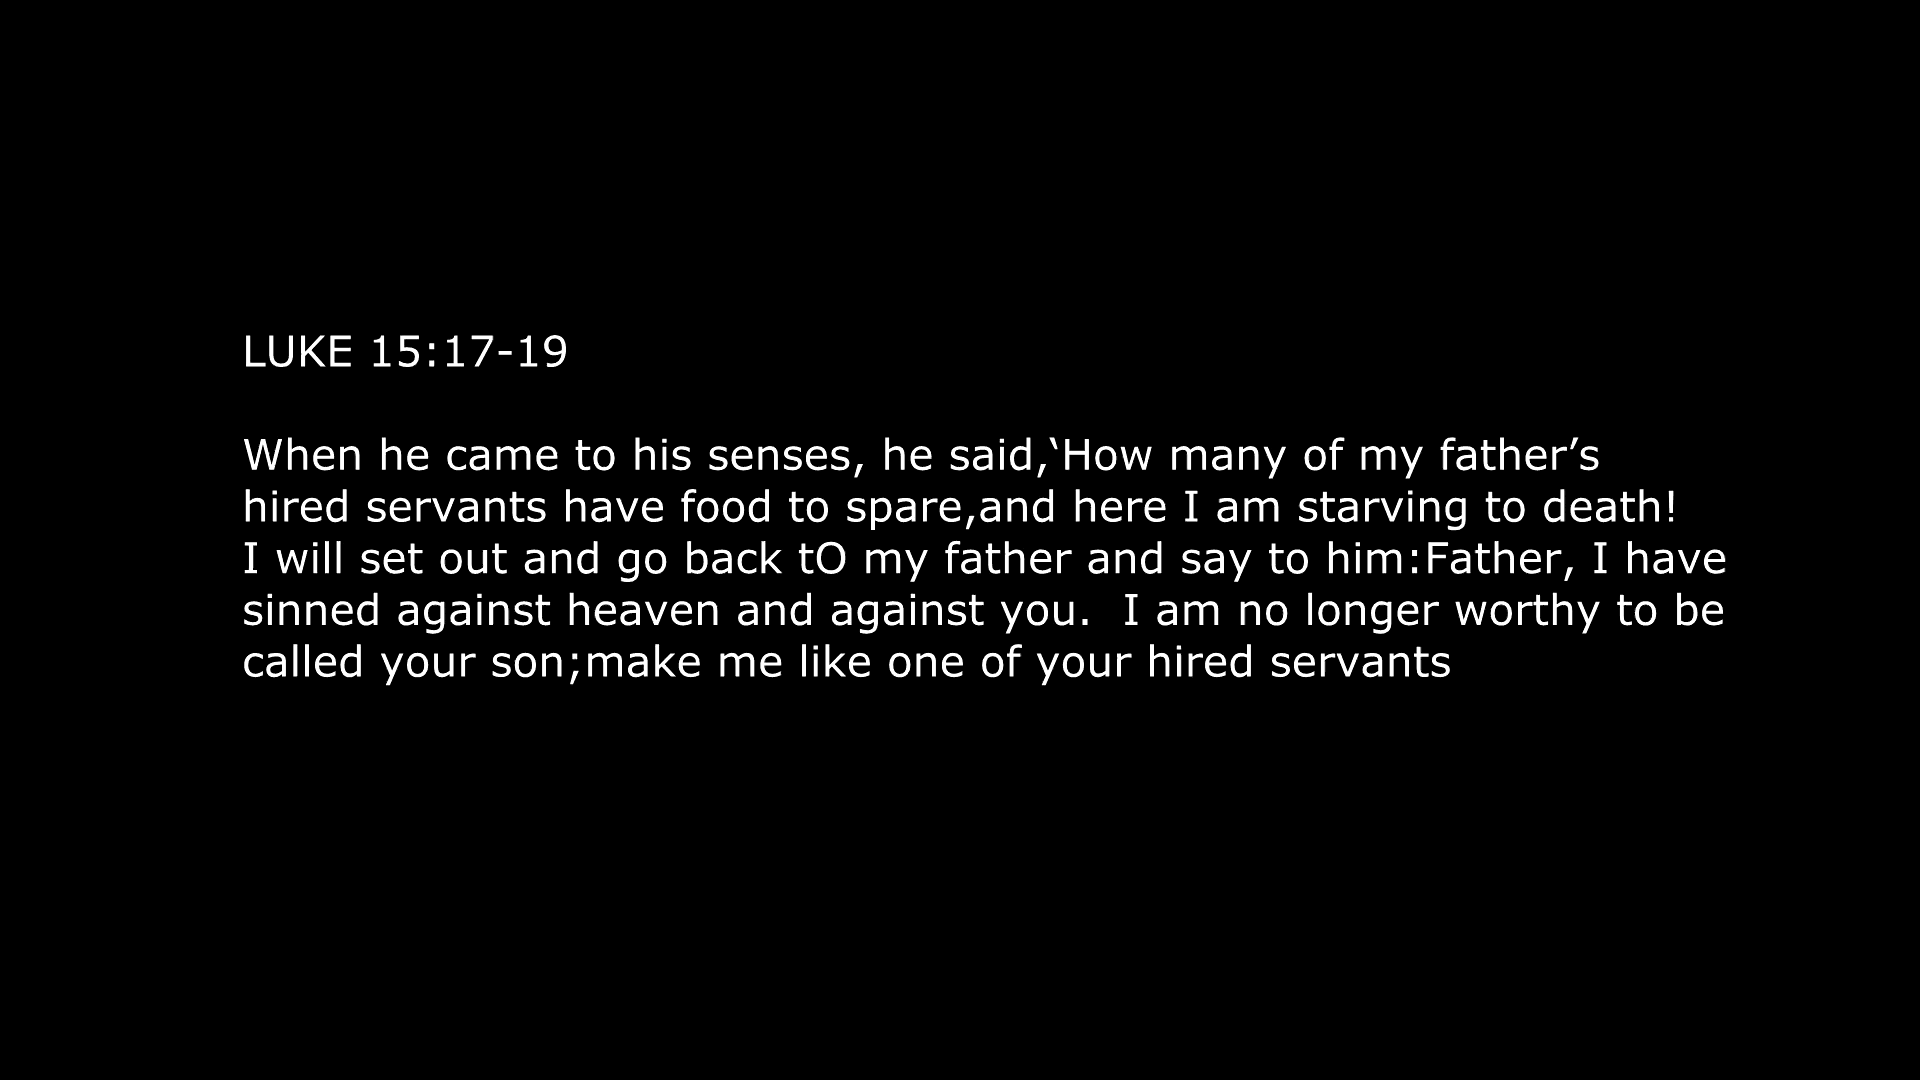 LUKE 15:17-19
When he came to his senses, he said,‘How many of my father’s
hired servants have food to spare,and here I am starving to death!
I will set out and go back tO my father and say to him:Father, I have
sinned against heaven and against you.  I am no longer worthy to be
called your son;make me like one of your hired servants